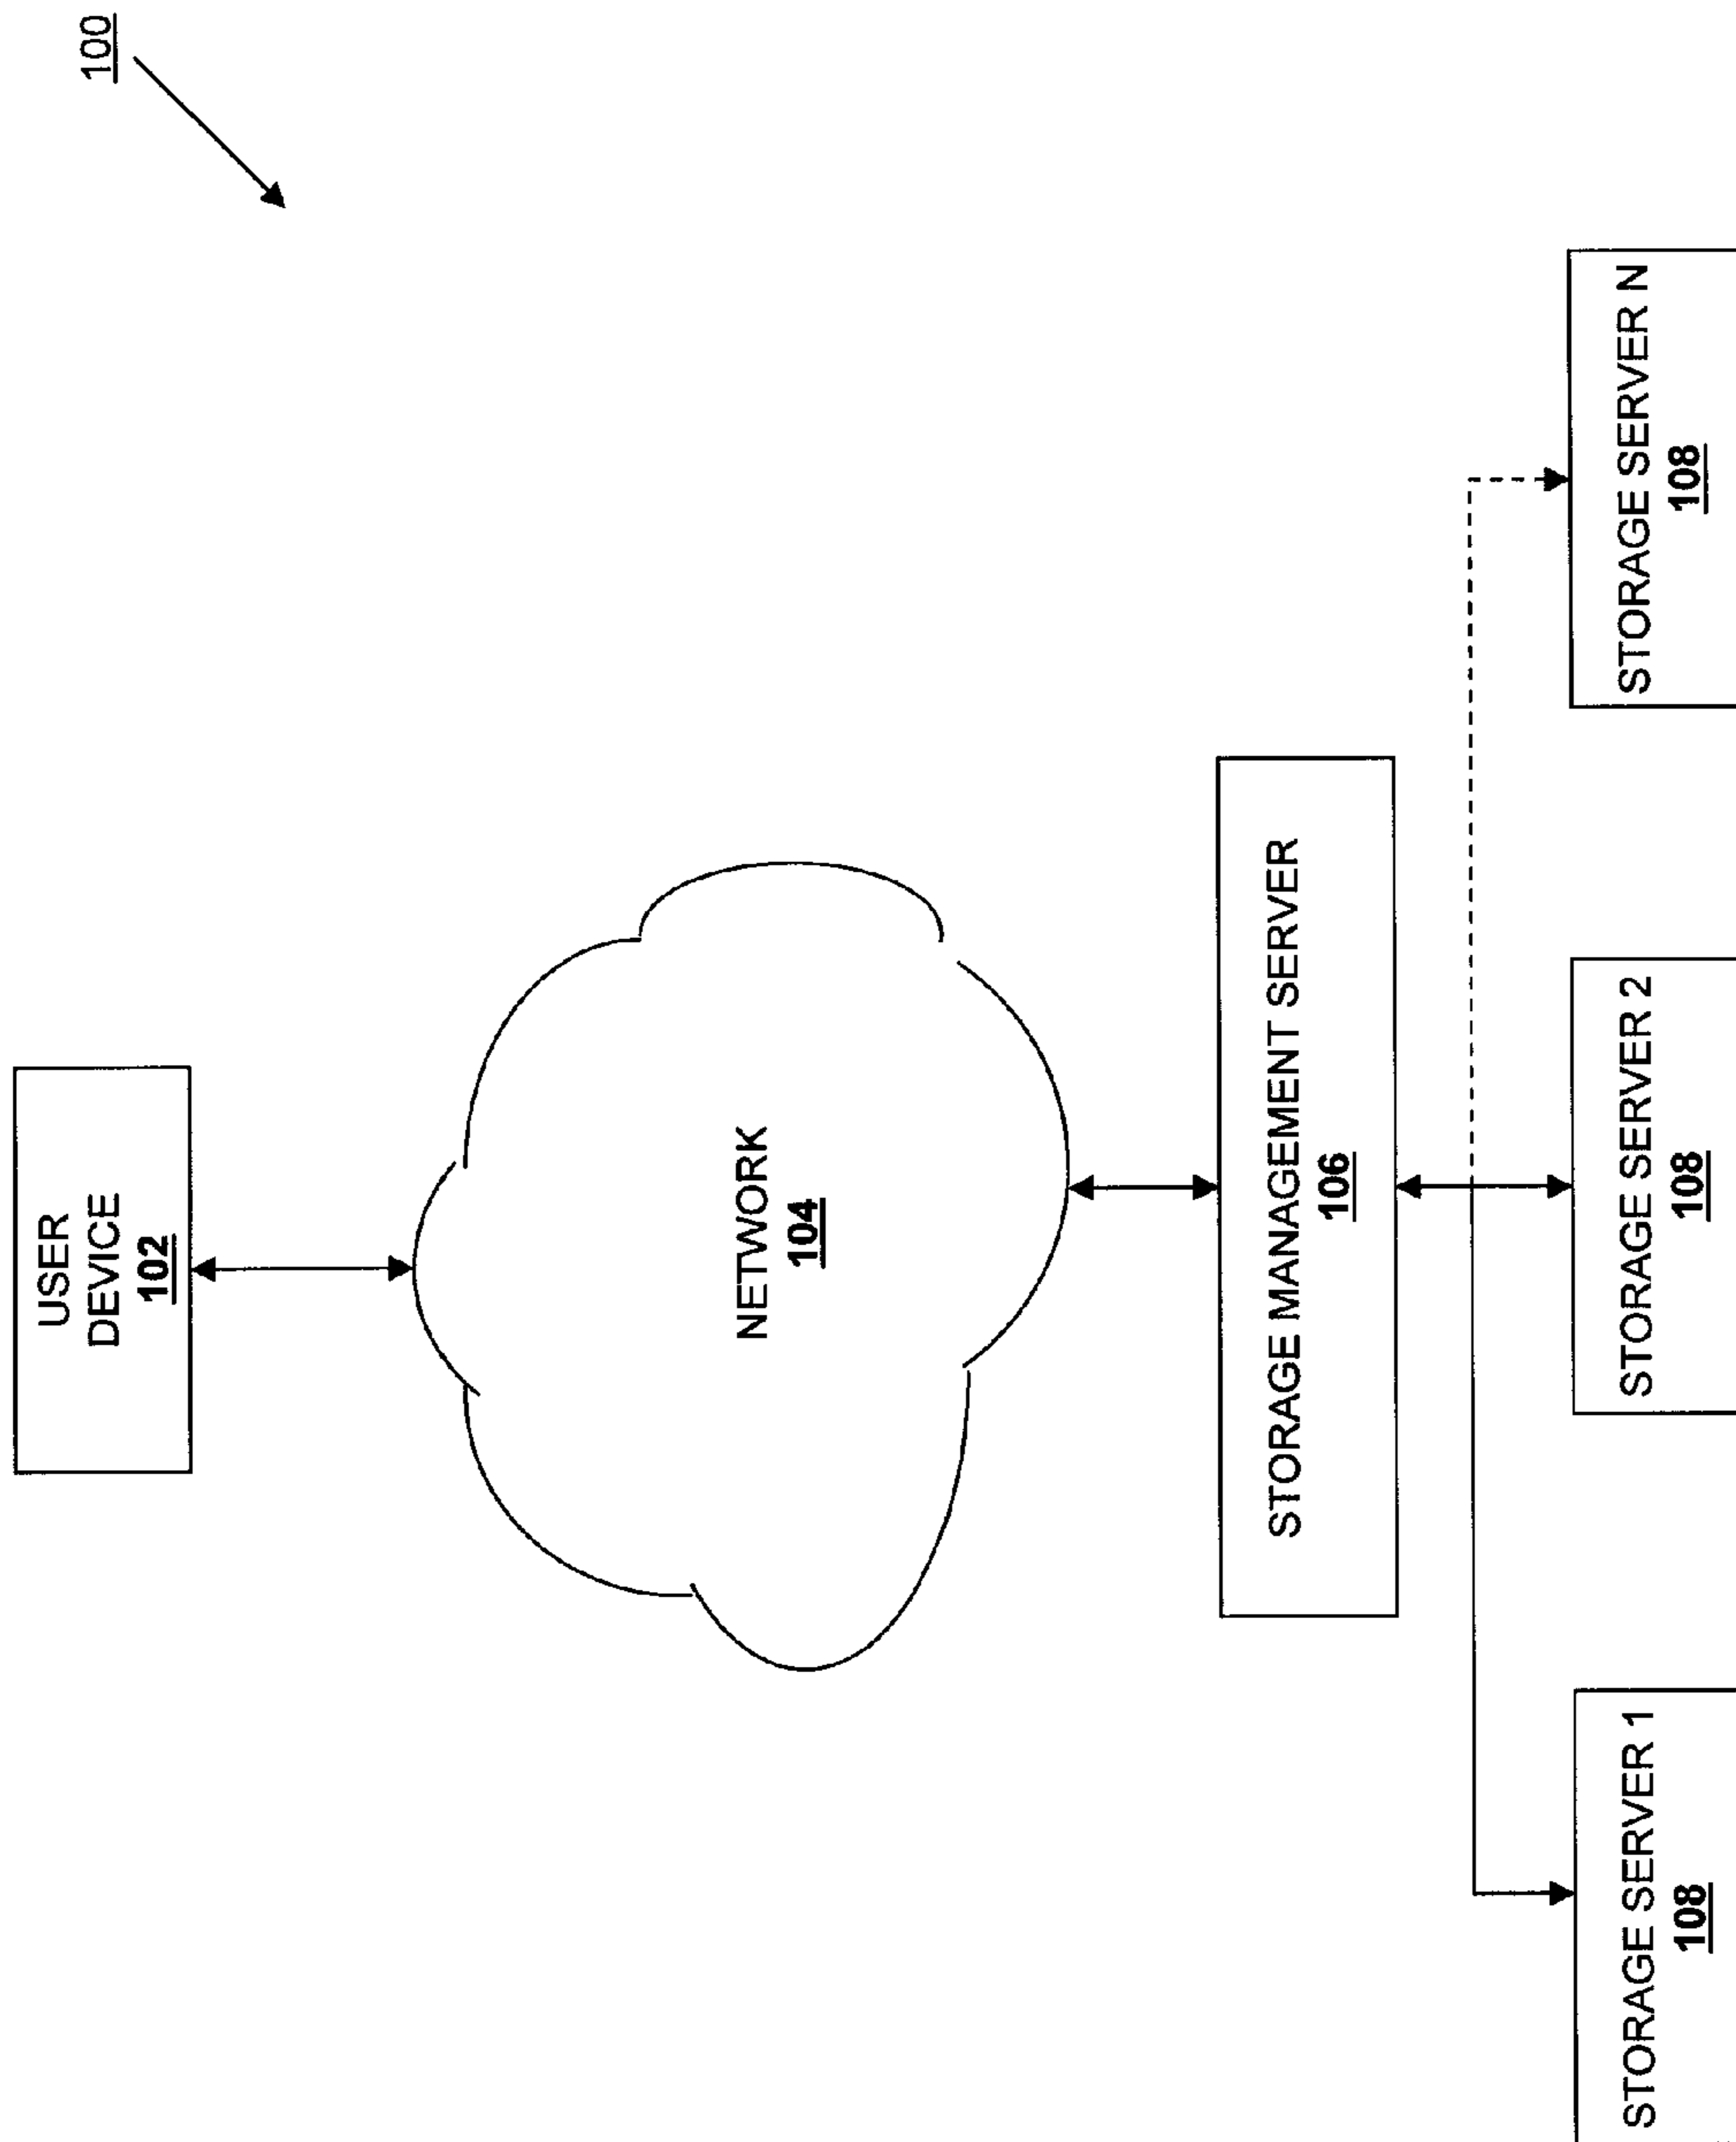 100
USER
DEVICE
102
NETWORK
104
STORAGE MANAGEMENT SERVER
106
STORAGE SERVER 1
108
STORAGE SERVER 2
108
STORAGE SERVER N
108